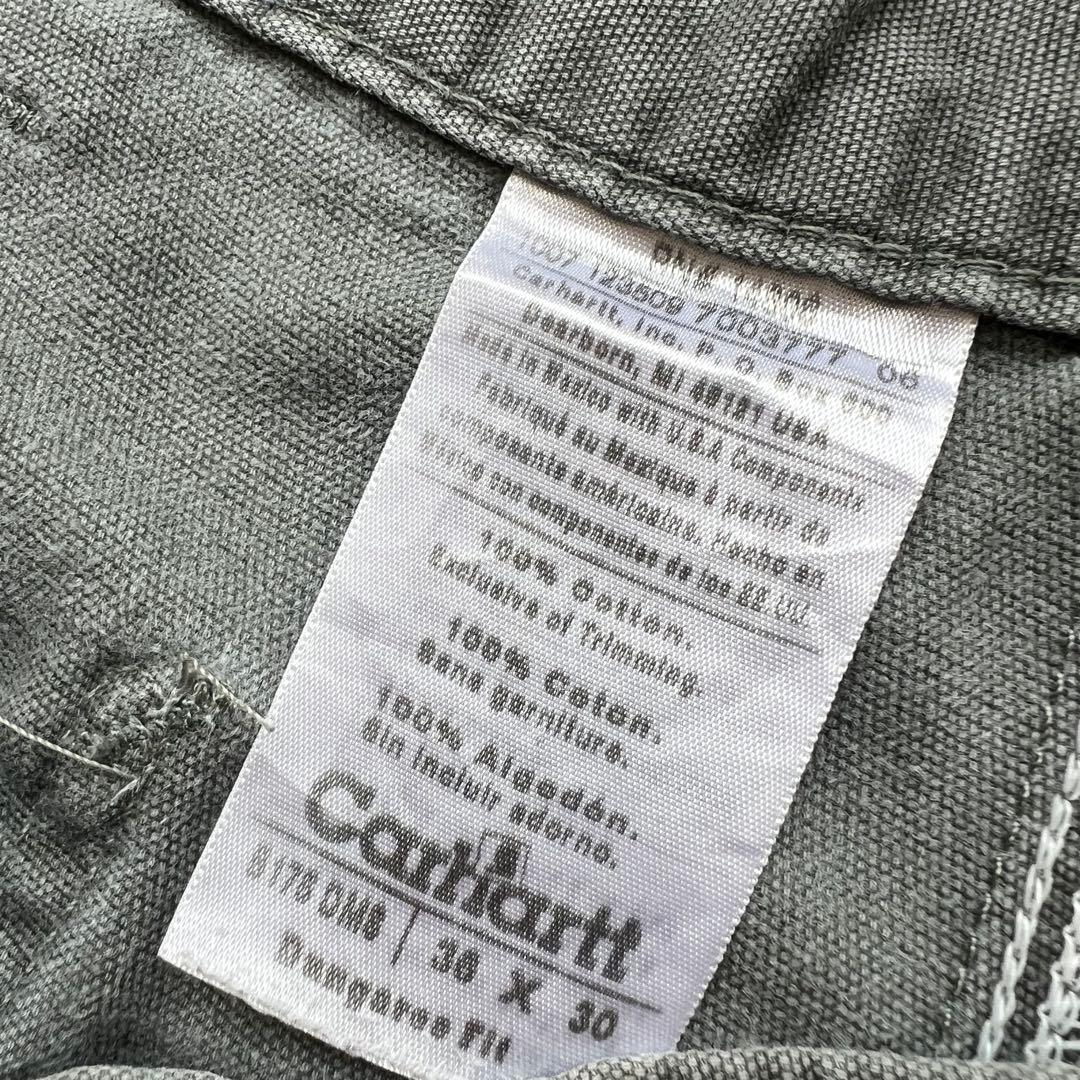 1007 123509 7003777 06
Carhartt, Inc. P. O. Box 600
Dearborn, MI 48121 USA
Made in Mexico with U.S.A Components
Fabriqué au Mexique à partir de
composants américains. Hecho en
México con componentes de los EE UU.
100% Cotton.
Exclusive of Trimming.
100% Coton.
Sans garniture.
100% Algodón.
Sin incluir adorno.
Carhartt
DMS 36 X 30
Dungaree Fit